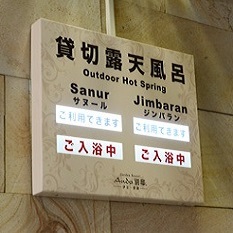 貸切露天風呂
Outdoor Hot Spring
Sanur
サヌール
ご利用できます
ご入浴中
Jimbaran
ジンバラン
ご利用できます
ご入浴中
Ando